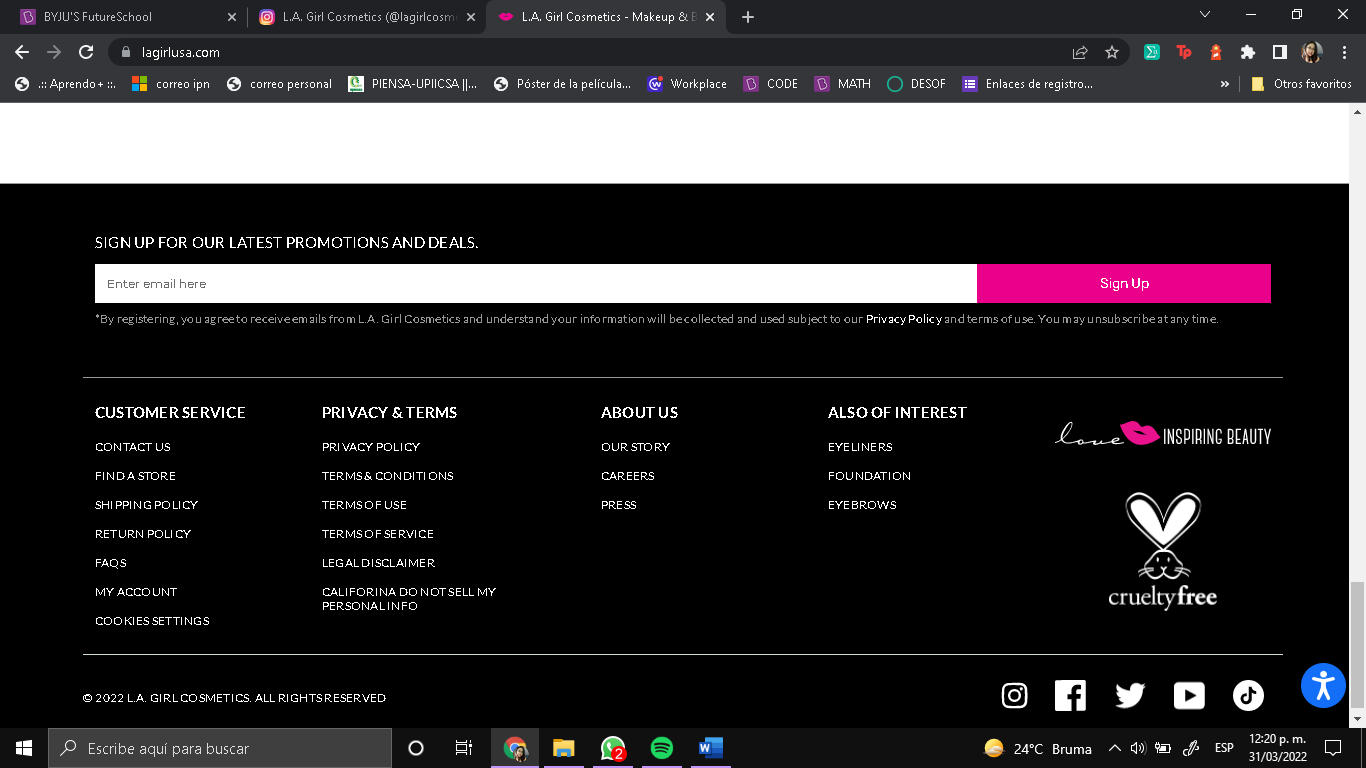 BYJU'S FutureSchool
L.A. Girl Cosmetics (@lagirlcosm
L.A. Girl Cosmetics - Makeup & B
lagirlusa.com
.:: Aprendo+ ::.
correo ipn
correo personal
PIENSA-UPIICSA ||...
Póster de la película...
Workplace
CODE
MATH
DESOF
Enlaces de registro...
»
Otros favoritos
SIGN UP FOR OUR LATEST PROMOTIONS AND DEALS.
Enter email here
Sign Up
*By registering, you agree to receive emails from L.A. Girl Cosmetics and understand your information will be collected and used subject to our Privacy Policy and terms of use. You may unsubscribe at any time.
CUSTOMER SERVICE
CONTACT US
FIND A STORE
SHIPPING POLICY
RETURN POLICY
FAQS
MY ACCOUNT
COOKIES SETTINGS
PRIVACY & TERMS
PRIVACY POLICY
TERMS & CONDITIONS
TERMS OF USE
TERMS OF SERVICE
LEGAL DISCLAIMER
CALIFORINA DO NOT SELL MY
PERSONAL INFO
ABOUT US
OUR STORY
CAREERS
PRESS
ALSO OF INTEREST
EYELINERS
FOUNDATION
EYEBROWS
love INSPIRING BEAUTY
crueltyfree
© 2022 L.A. GIRL COSMETICS. ALL RIGHTS RESERVED
Escribe aquí para buscar
2
24°C Bruma
ESP
12:20 p. m.
31/03/2022